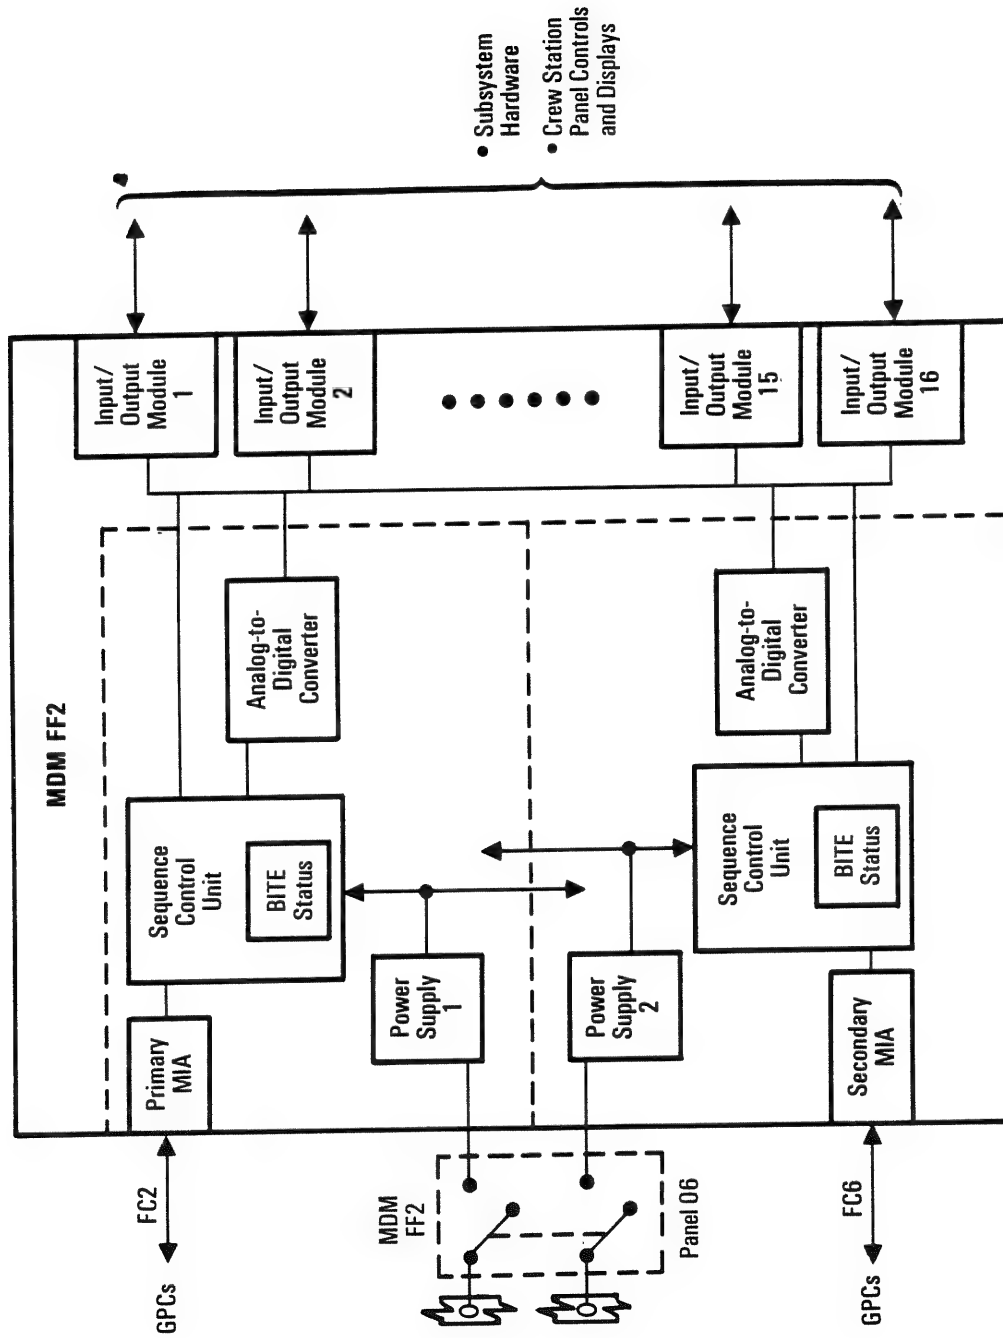 MDM FF2
GPCs
FC2
Primary
MIA
Sequence
Control
Unit
BITE
Status
Analog-to-
Digital
Converter
Input/
Output
Module
1
Input/
Output
Module
2
Input/
Output
Module
15
Input/
Output
Module
16
• Subsystem
Hardware
• Crew Station
Panel Controls
and Displays
MDM
FF2
Panel O6
Power
Supply
1
Power
Supply
2
GPCs
FC6
Secondary
MIA
Sequence
Control
Unit
BITE
Status
Analog-to-
Digital
Converter